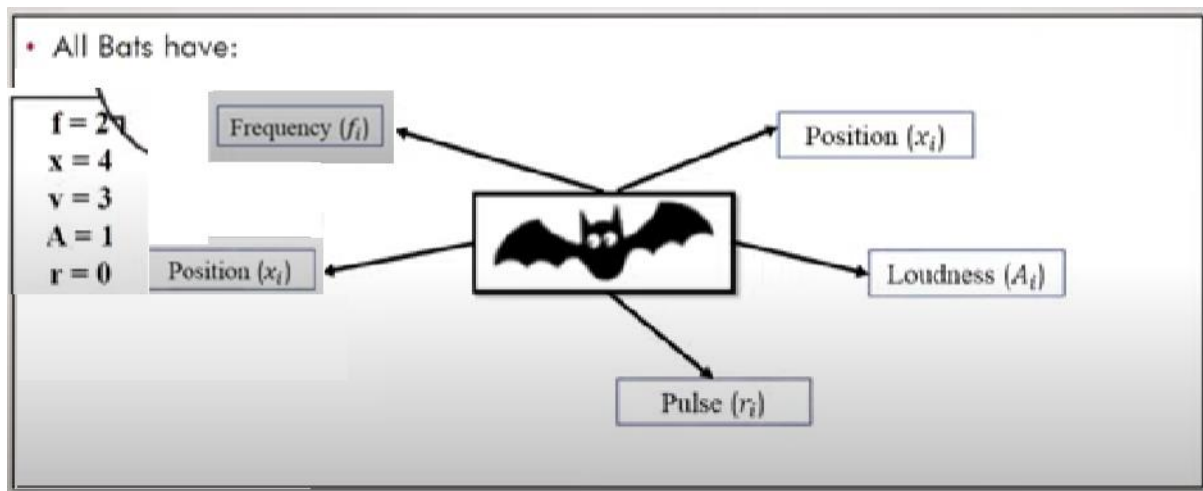 • All Bats have:
f = 2
x = 4
v = 3
A = 1
r = 0
Frequency (fᵢ)
Position (xᵢ)
Position (xᵢ)
Loudness (Aᵢ)
Pulse (rᵢ)